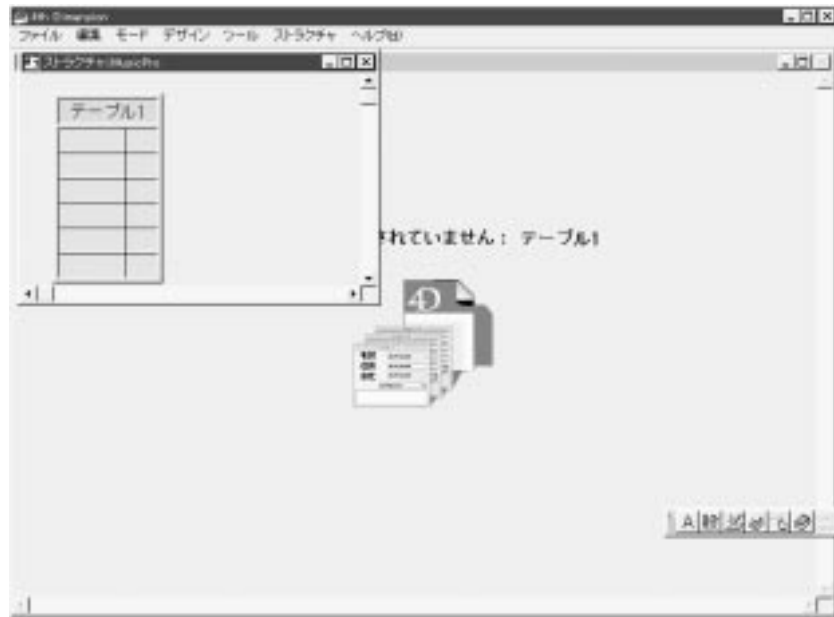 4th Dimension
ファイル 編集 モード デザイン ツール ストラクチャ ヘルプ(H)
ストラクチャ:MusicPro
テーブル1
されていません： テーブル1
4D
A